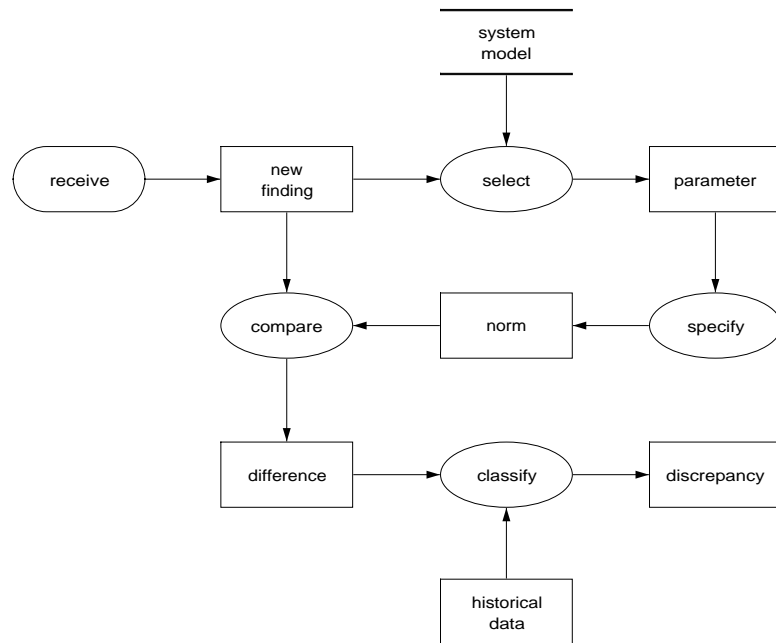 system
model
receive
new
finding
select
parameter
compare
norm
specify
difference
classify
discrepancy
historical
data